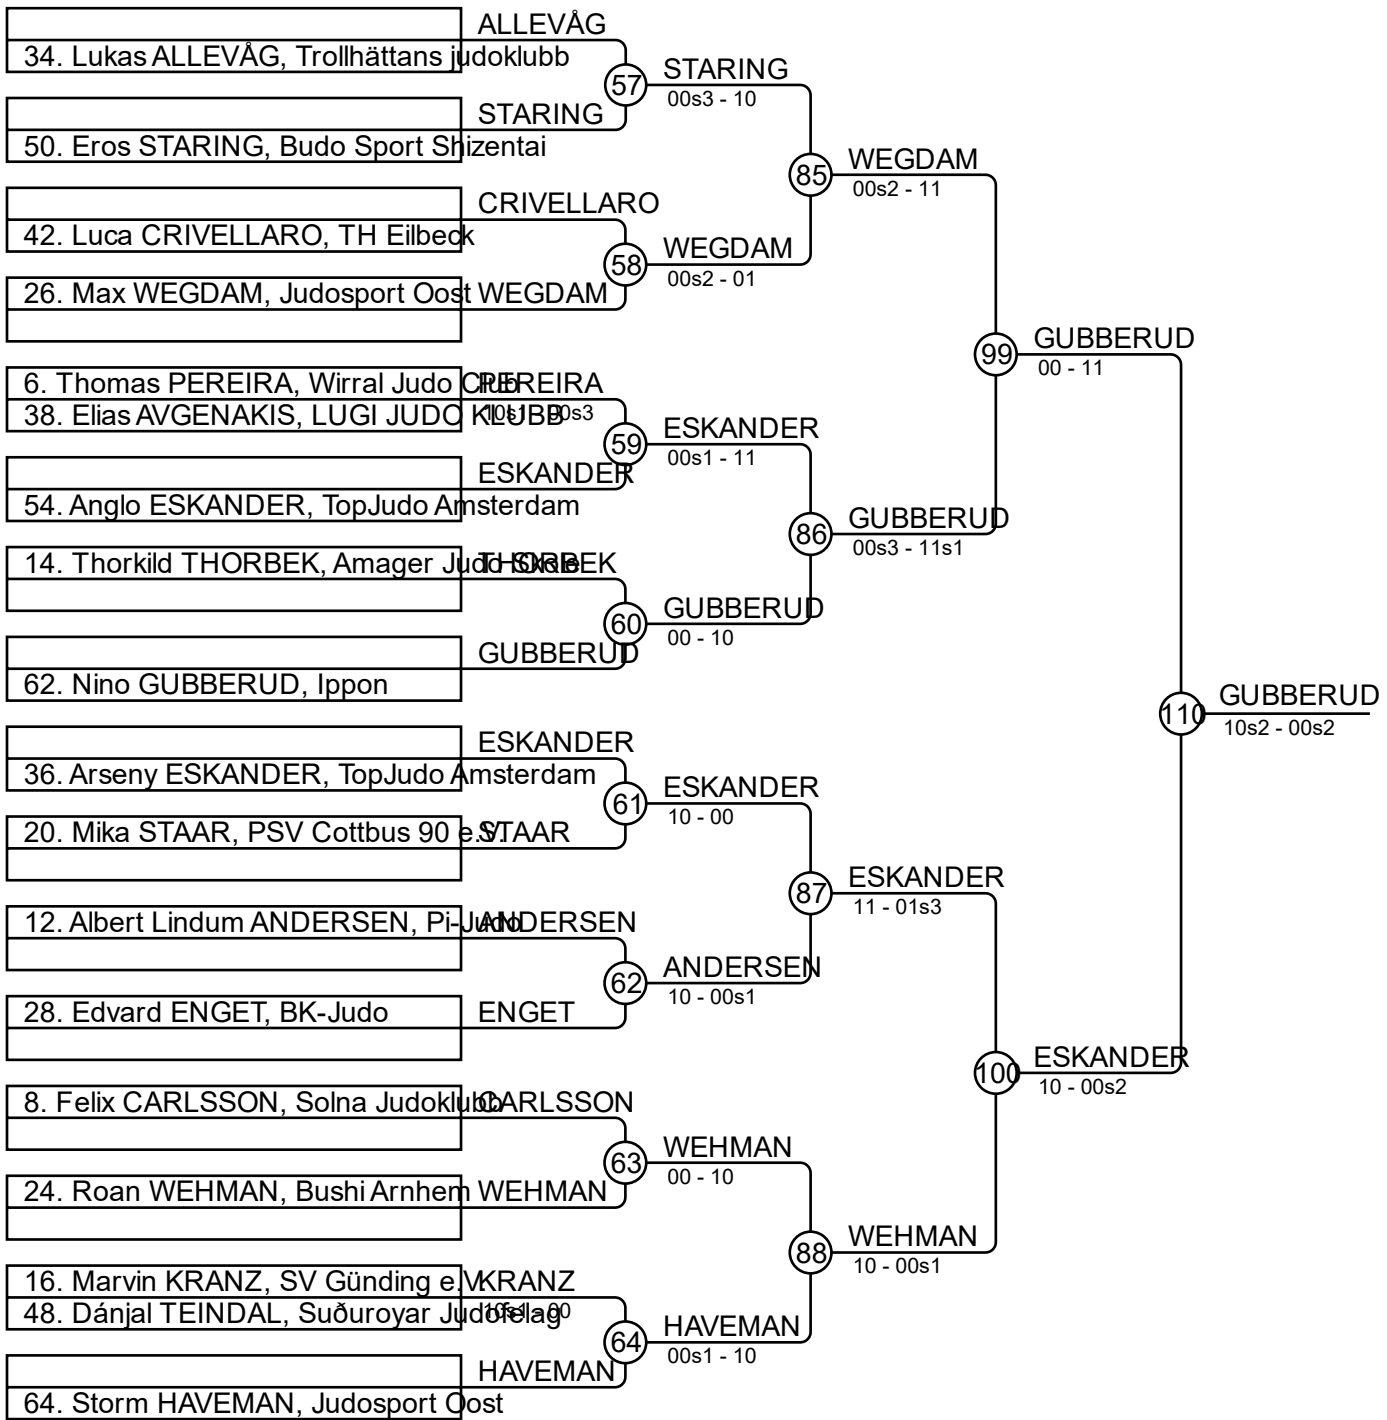 ALLEVÅG
34. Lukas ALLEVÅG, Trollhättans judoklubb
57
STARING
00s3 - 10
STARING
50. Eros STARING, Budo Sport Shizentai
85
WEGDAM
00s2 - 11
CRIVELLARO
42. Luca CRIVELLARO, TH Eilbeck
58
WEGDAM
00s2 - 01
26. Max WEGDAM, Judosport Oost
WEGDAM
99
GUBBERUD
00 - 11
6. Thomas PEREIRA, Wirral Judo Club
PEREIRA
38. Elias AVGENAKIS, LUGI JUDO KLUBB
10s1 - 00s3
59
ESKANDER
00s1 - 11
ESKANDER
54. Anglo ESKANDER, TopJudo Amsterdam
86
GUBBERUD
00s3 - 11s1
14. Thorkild THORBEK, Amager Judo Skole
THORBEK
60
GUBBERUD
00 - 10
GUBBERUD
62. Nino GUBBERUD, Ippon
110
GUBBERUD
10s2 - 00s2
ESKANDER
36. Arseny ESKANDER, TopJudo Amsterdam
61
ESKANDER
10 - 00
20. Mika STAAR, PSV Cottbus 90 e.V.
STAAR
87
ESKANDER
11 - 01s3
12. Albert Lindum ANDERSEN, Pi-Judo
ANDERSEN
62
ANDERSEN
10 - 00s1
28. Edvard ENGET, BK-Judo
ENGET
100
ESKANDER
10 - 00s2
8. Felix CARLSSON, Solna Judoklubb
CARLSSON
63
WEHMAN
00 - 10
24. Roan WEHMAN, Bushi Arnhem
WEHMAN
88
WEHMAN
10 - 00s1
16. Marvin KRANZ, SV Günding e.V.
KRANZ
48. Dánjal TEINDAL, Suðuroyar Judofelag
10s1 - 00
64
HAVEMAN
00s1 - 10
HAVEMAN
64. Storm HAVEMAN, Judosport Oost